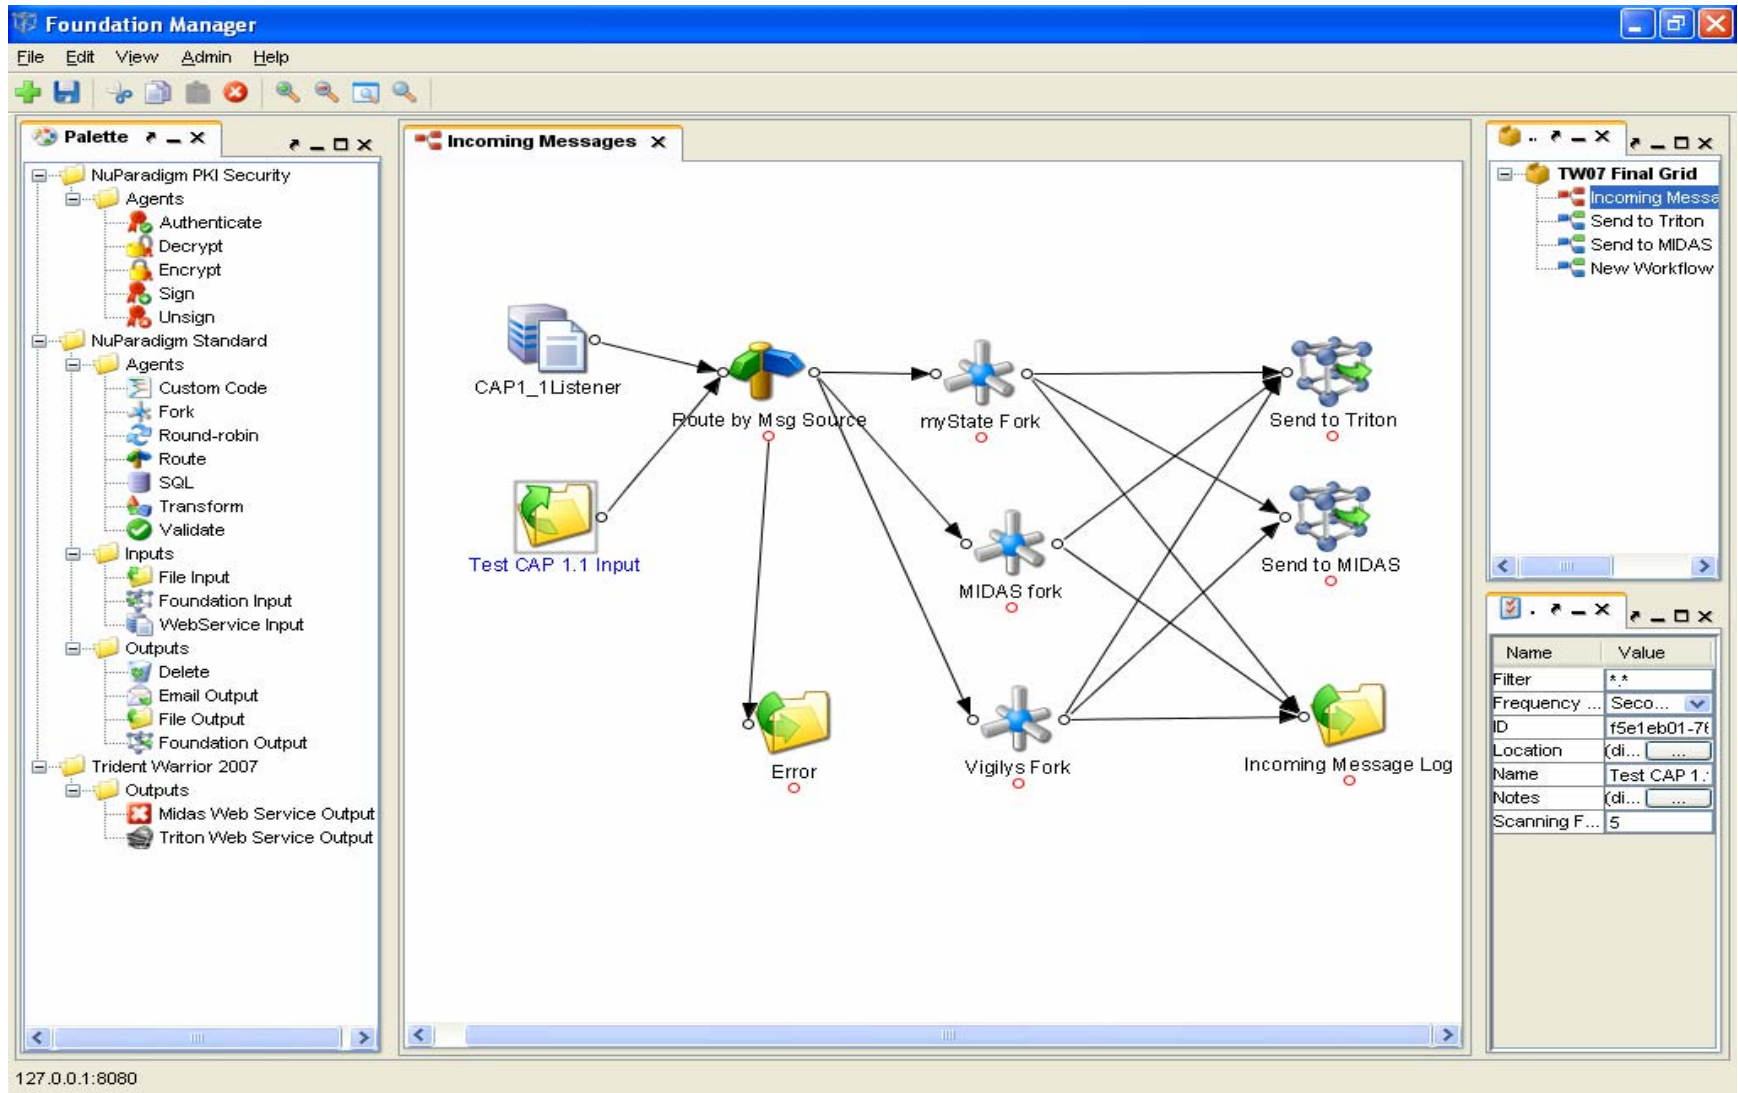 Foundation Manager
File Edit View Admin Help
Palette
NuParadigm PKI Security
Agents
Authenticate
Decrypt
Encrypt
Sign
Unsign
NuParadigm Standard
Agents
Custom Code
Fork
Round-robin
Route
SQL
Transform
Validate
Inputs
File Input
Foundation Input
WebService Input
Outputs
Delete
Email Output
File Output
Foundation Output
Trident Warrior 2007
Outputs
Midas Web Service Output
Triton Web Service Output
Incoming Messages
CAP1_1Listener
Route by Msg Source
myState Fork
Send to Triton
Test CAP 1.1 Input
MIDAS fork
Send to MIDAS
Error
Vigilys Fork
Incoming Message Log
..
TW07 Final Grid
Incoming Messa
Send to Triton
Send to MIDAS
New Workflow
.
Name Value
Filter *.*
Frequency ... Seco...
ID f5e1eb01-7
Location (di... ...
Name Test CAP 1.
Notes (di... ...
Scanning F... 5
127.0.0.1:8080